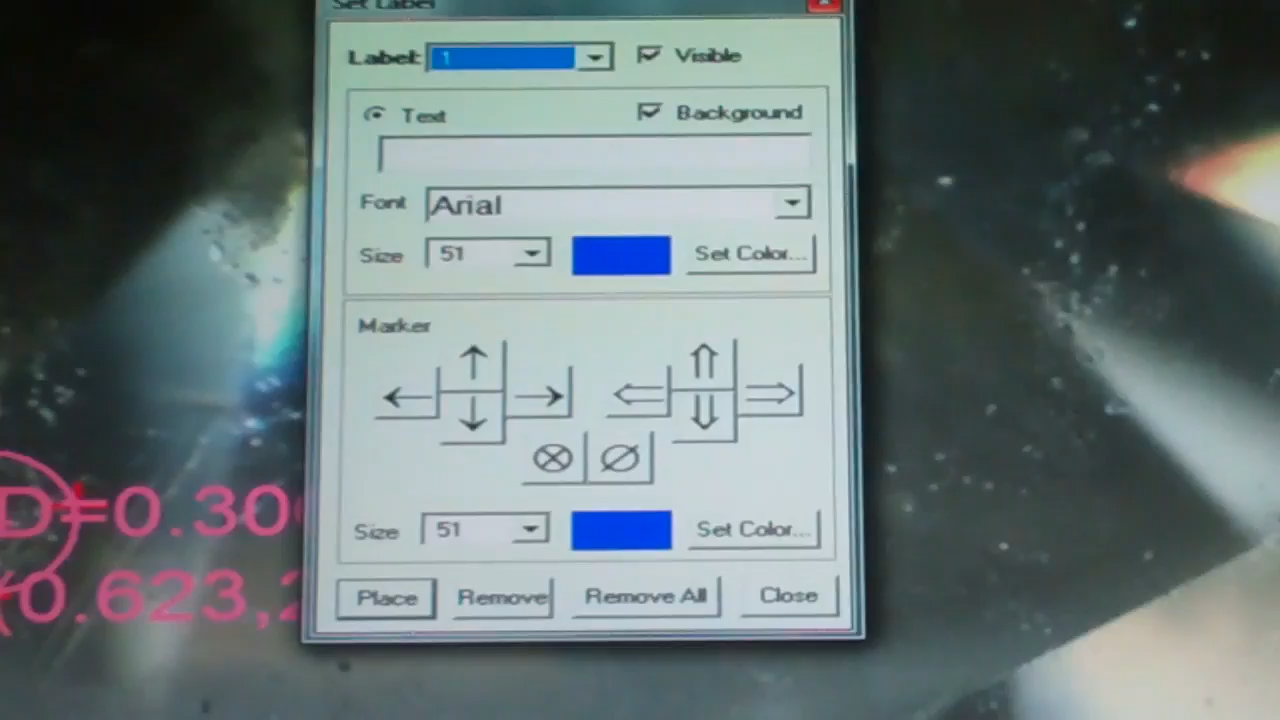 Set Label
Label: 1 Visible
Text Background
Font Arial
Size 51 Set Color...
Marker
Size 51 Set Color...
Place Remove Remove All Close
D=0.30
(0.623,